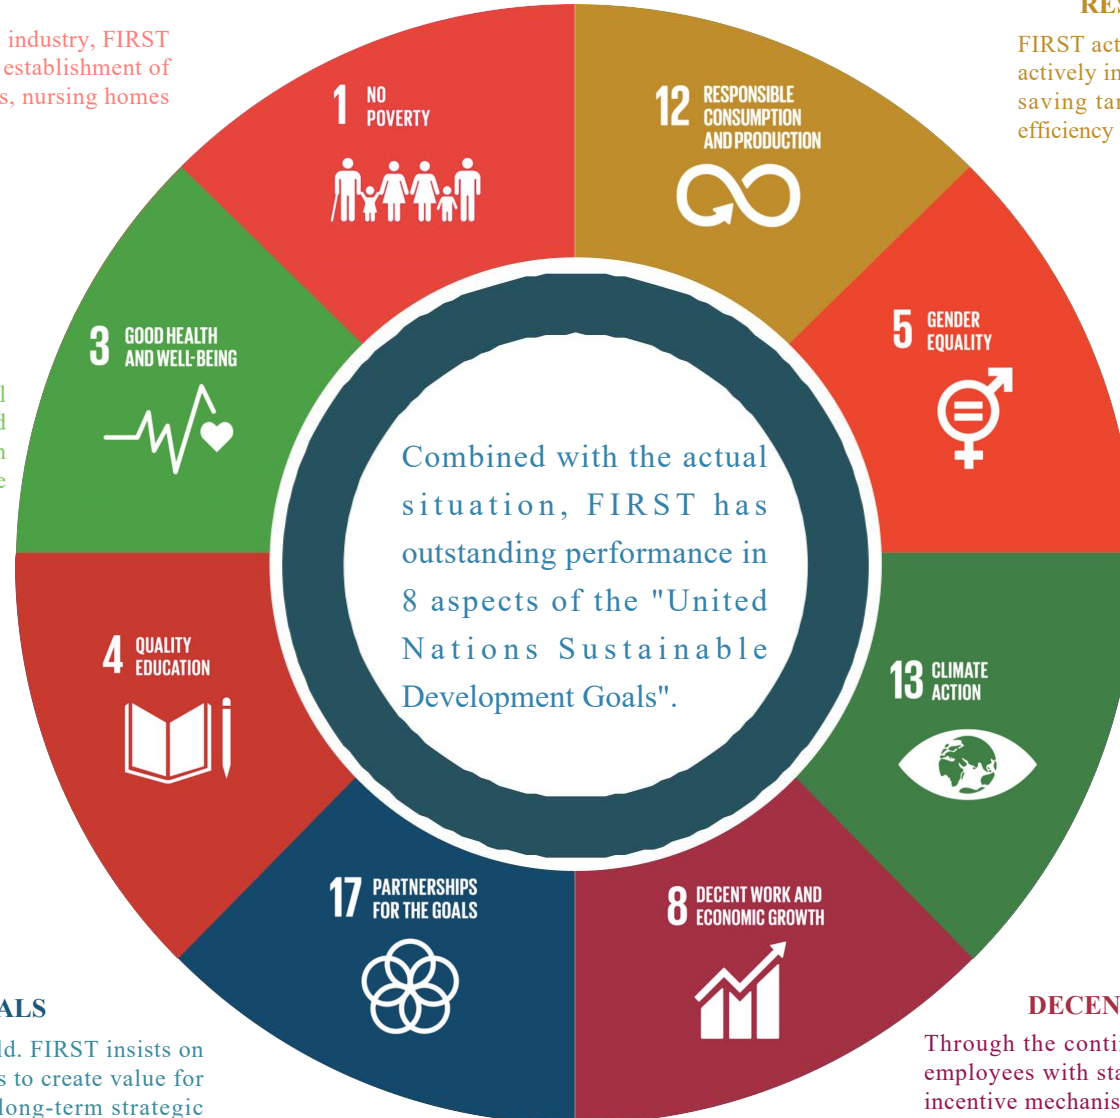 industry, FIRST
establishment of
nursing homes
RES
FIRST act
actively in
saving tar
efficiency
1 NO
POVERTY
12 RESPONSIBLE
CONSUMPTION
AND PRODUCTION
3 GOOD HEALTH
AND WELL-BEING
5 GENDER
EQUALITY
Combined with the actual
situation, FIRST has
outstanding performance in
8 aspects of the "United
Nations Sustainable
Development Goals".
4 QUALITY
EDUCATION
13 CLIMATE
ACTION
17 PARTNERSHIPS
FOR THE GOALS
8 DECENT WORK AND
ECONOMIC GROWTH
ALS
ld. FIRST insists on
s to create value for
long-term strategic
DECEN
Through the conti
employees with sta
incentive mechanis